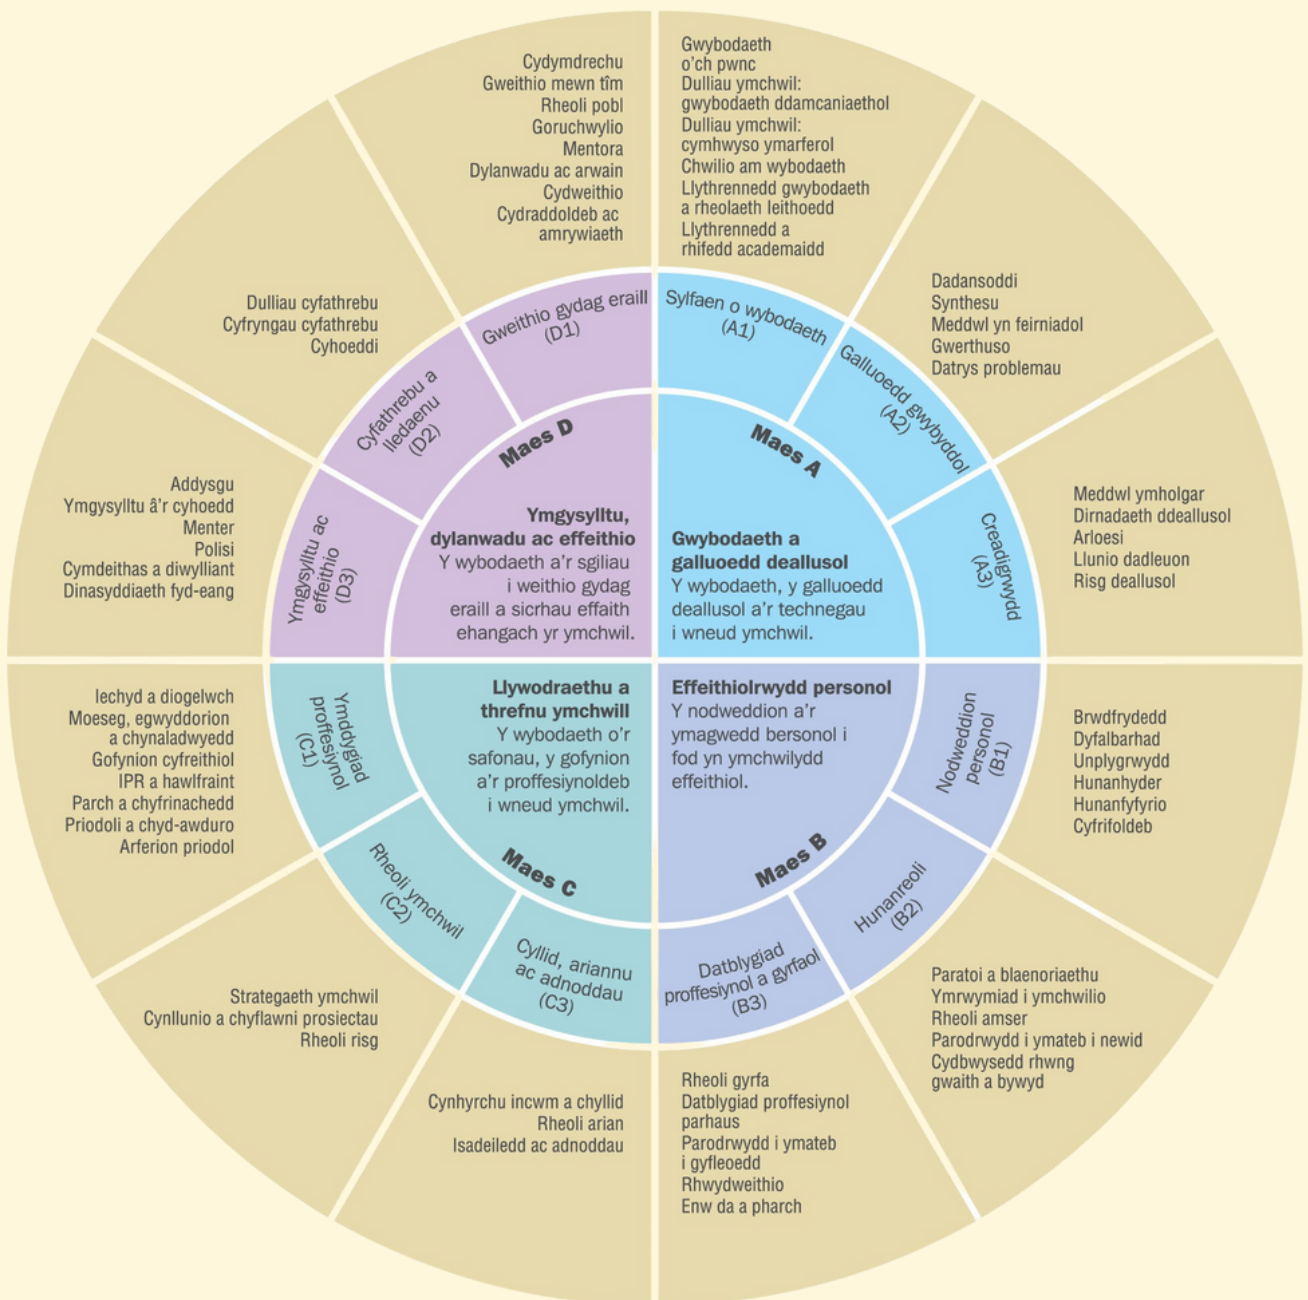 Maes A
Gwybodaeth a
galluoedd deallusol
Y wybodaeth, y galluoedd
deallusol a'r technegau
i wneud ymchwil.
Sylfaen o wybodaeth
(A1)
Gwybodaeth
o'ch pwnc
Dulliau ymchwil:
gwybodaeth ddamcaniaethol
Dulliau ymchwil:
cymhwyso ymarferol
Chwilio am wybodaeth
Llythrennedd gwybodaeth
a rheolaeth leithoedd
Llythrennedd a
rhifedd academaidd
Galluoedd gwybyddol
(A2)
Dadansoddi
Synthesu
Meddwl yn feirniadol
Gwerthuso
Datrys problemau
Creadigrwydd
(A3)
Meddwl ymholgar
Dirnadaeth ddeallusol
Arloesi
Llunio dadleuon
Risg deallusol
Maes B
Effeithiolrwydd personol
Y nodweddion a'r
ymagwedd bersonol i
fod yn ymchwilydd
effeithiol.
Nodweddion
personol
(B1)
Brwdfrydedd
Dyfalbarhad
Unplygrwydd
Hunanhyder
Hunanfyfyrio
Cyfrifoldeb
Hunanreoli
(B2)
Paratoi a blaenoriaethu
Ymrwymiad i ymchwilio
Rheoli amser
Parodrwydd i ymateb i newid
Cydbwysedd rhwng
gwaith a bywyd
Datblygiad
proffesiynol a gyrfaol
(B3)
Rheoli gyrfa
Datblygiad proffesiynol
parhaus
Parodrwydd i ymateb
i gyfleoedd
Rhwydweithio
Enw da a pharch
Maes C
Llywodraethu a
threfnu ymchwill
Y wybodaeth o'r
safonau, y gofynion
a'r proffesiynoldeb
i wneud ymchwil.
Ymddygiad
proffesiynol
(C1)
Iechyd a diogelwch
Moeseg, egwyddorion
a chynaladwyedd
Gofynion cyfreithiol
IPR a hawlfraint
Parch a chyfrinachedd
Priodoli a chyd-awduro
Arferion priodol
Rheoli ymchwil
(C2)
Strategaeth ymchwil
Cynllunio a chyflawni prosiectau
Rheoli risg
Cyllid, ariannu
ac adnoddau
(C3)
Cynhyrchu incwm a chyllid
Rheoli arian
Isadeiledd ac adnoddau
Maes D
Ymgysylltu,
dylanwadu ac effeithio
Y wybodaeth a'r sgiliau
i weithio gydag
eraill a sicrhau effaith
ehangach yr ymchwil.
Gweithio gydag eraill
(D1)
Cydymdrechu
Gweithio mewn tîm
Rheoli pobl
Goruchwylio
Mentora
Dylanwadu ac arwain
Cydweithio
Cydraddoldeb ac
amrywiaeth
Cyfathrebu a
lledaenu
(D2)
Dulliau cyfathrebu
Cyfryngau cyfathrebu
Cyhoeddi
Ymgysylltu ac
effeithio
(D3)
Addysgu
Ymgysylltu â'r cyhoedd
Menter
Polisi
Cymdeithas a diwylliant
Dinasyddiaeth fyd-eang